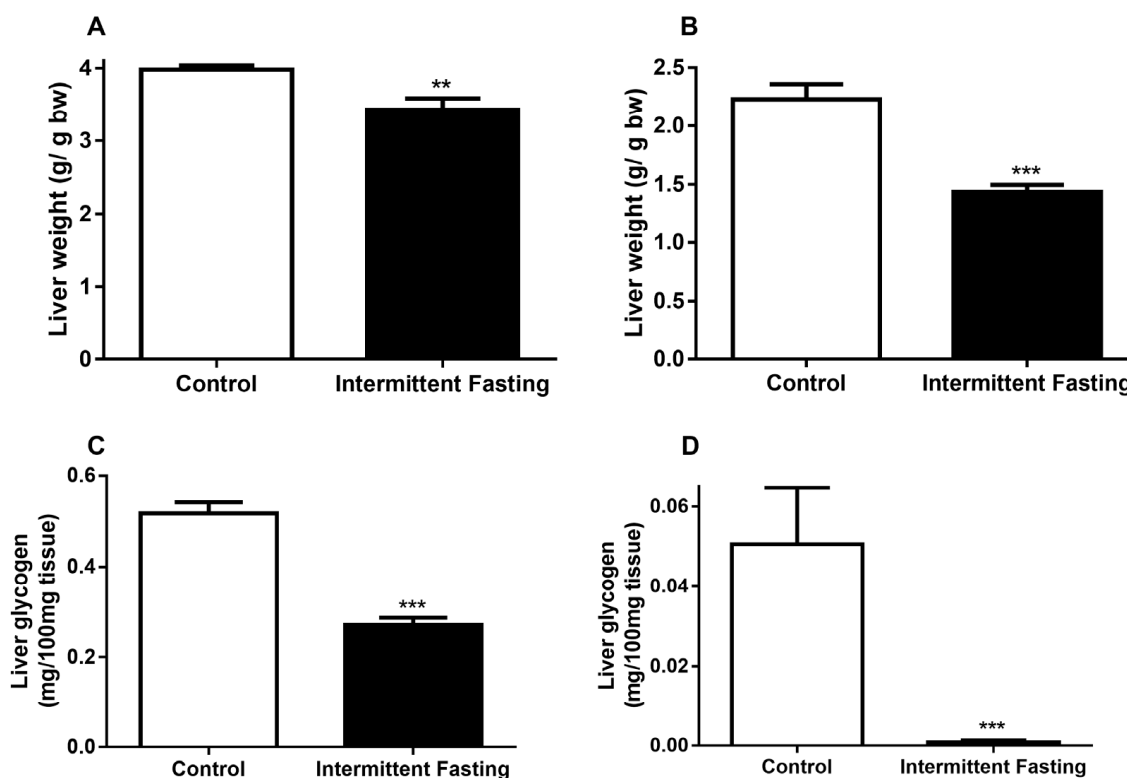 A
Liver weight (g/ g bw)
4
3
2
1
0
**
Control
Intermittent Fasting
B
Liver weight (g/ g bw)
2.5
2.0
1.5
1.0
0.5
0.0
***
Control
Intermittent Fasting
C
Liver glycogen
(mg/100mg tissue)
0.6
0.4
0.2
0.0
***
Control
Intermittent Fasting
D
Liver glycogen
(mg/100mg tissue)
0.06
0.04
0.02
0.00
***
Control
Intermittent Fasting